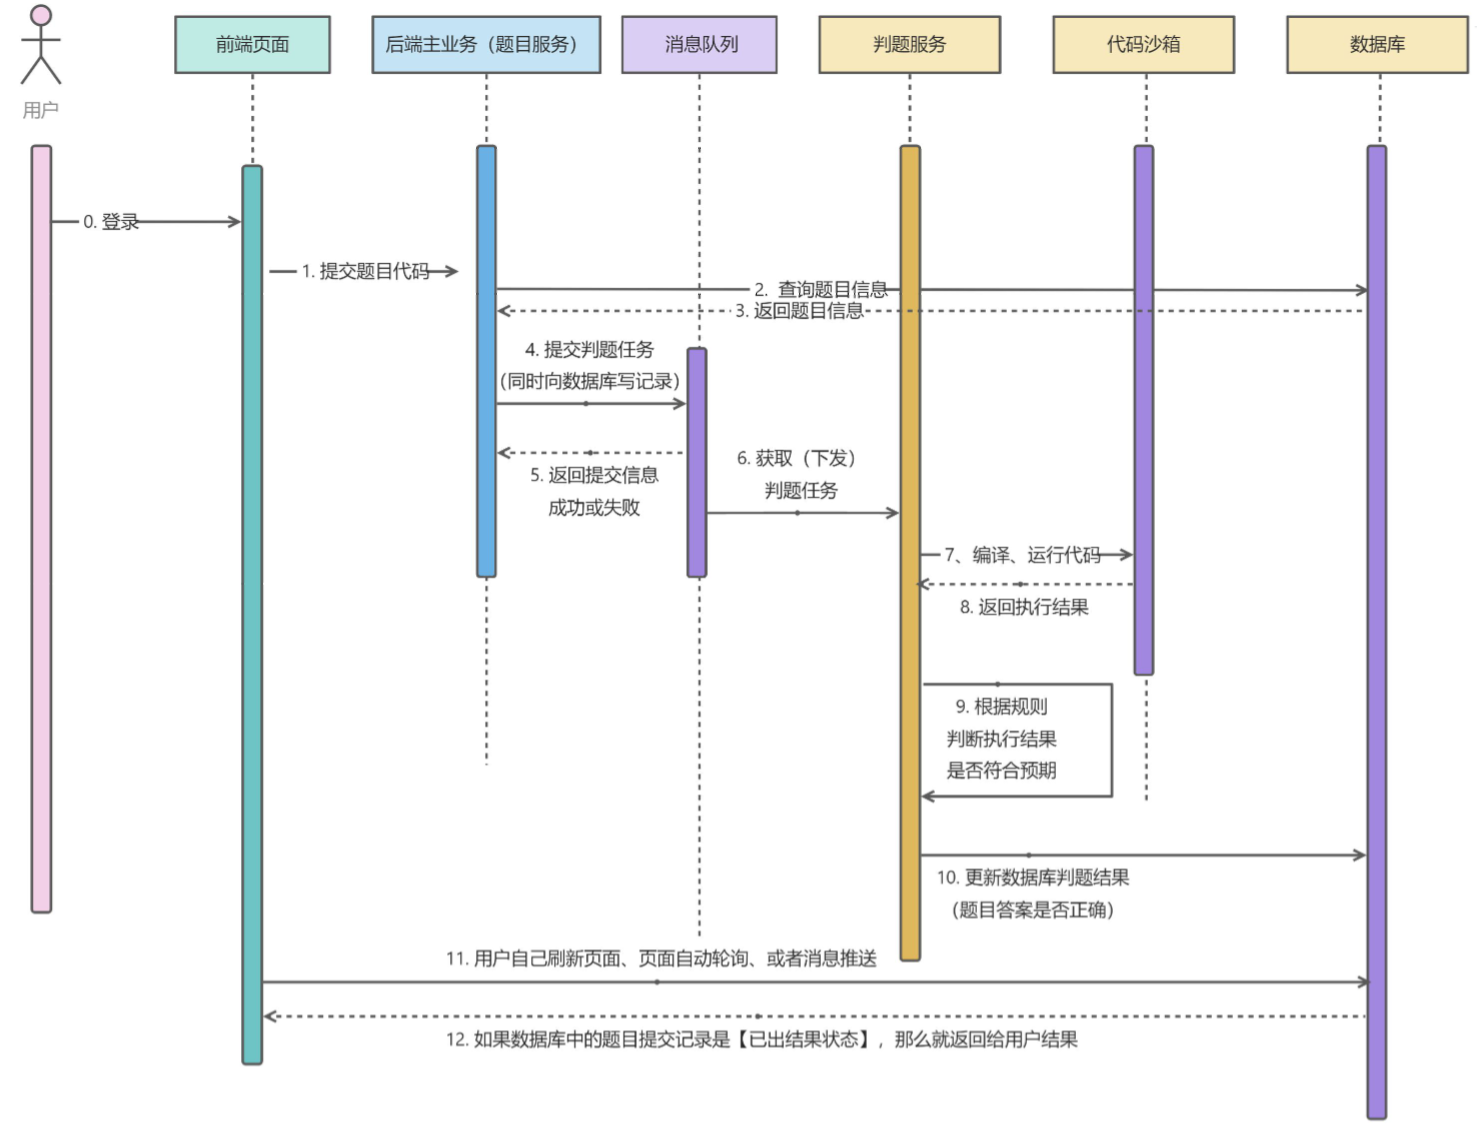 前端页面
后端主业务（题目服务）
消息队列
判题服务
代码沙箱
数据库
用户
0. 登录
1. 提交题目代码
2. 查询题目信息
3. 返回题目信息
4. 提交判题任务
（同时向数据库写记录）
5. 返回提交信息
成功或失败
6. 获取（下发）
判题任务
7、编译、运行代码
8. 返回执行结果
9. 根据规则
判断执行结果
是否符合预期
10. 更新数据库判题结果
（题目答案是否正确）
11. 用户自己刷新页面、页面自动轮询、或者消息推送
12. 如果数据库中的题目提交记录是【已出结果状态】，那么就返回给用户结果